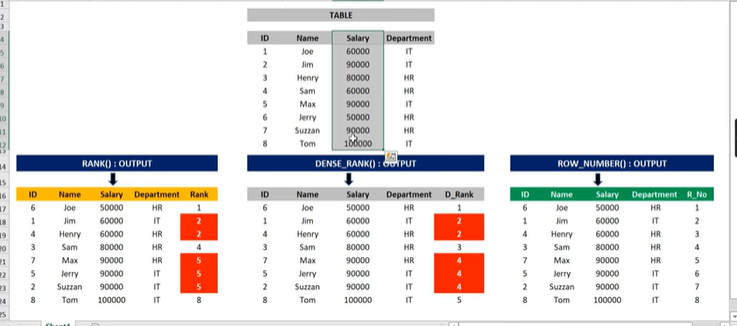 TABLE
ID Name Salary Department
1 Joe 60000 IT
2 Jim 90000 IT
3 Henry 80000 HR
4 Sam 60000 HR
5 Max 90000 IT
6 Jerry 50000 HR
7 Suzzan 90000 HR
8 Tom 100000 IT
RANK() : OUTPUT DENSE_RANK() : OUTPUT ROW_NUMBER() : OUTPUT
ID Name Salary Department Rank ID Name Salary Department D_Rank ID Name Salary Department R_No
6 Joe 50000 HR 1 6 Joe 50000 HR 1 6 Joe 50000 HR 1
1 Jim 60000 IT 2 1 Jim 60000 IT 2 1 Jim 60000 IT 2
4 Henry 60000 HR 2 4 Henry 60000 HR 2 4 Henry 60000 HR 3
3 Sam 80000 HR 4 3 Sam 80000 HR 3 3 Sam 80000 HR 4
7 Max 90000 HR 5 7 Max 90000 HR 4 7 Max 90000 HR 5
5 Jerry 90000 IT 5 5 Jerry 90000 IT 4 5 Jerry 90000 IT 6
2 Suzzan 90000 IT 5 2 Suzzan 90000 IT 4 2 Suzzan 90000 IT 7
8 Tom 100000 IT 8 8 Tom 100000 IT 5 8 Tom 100000 IT 8